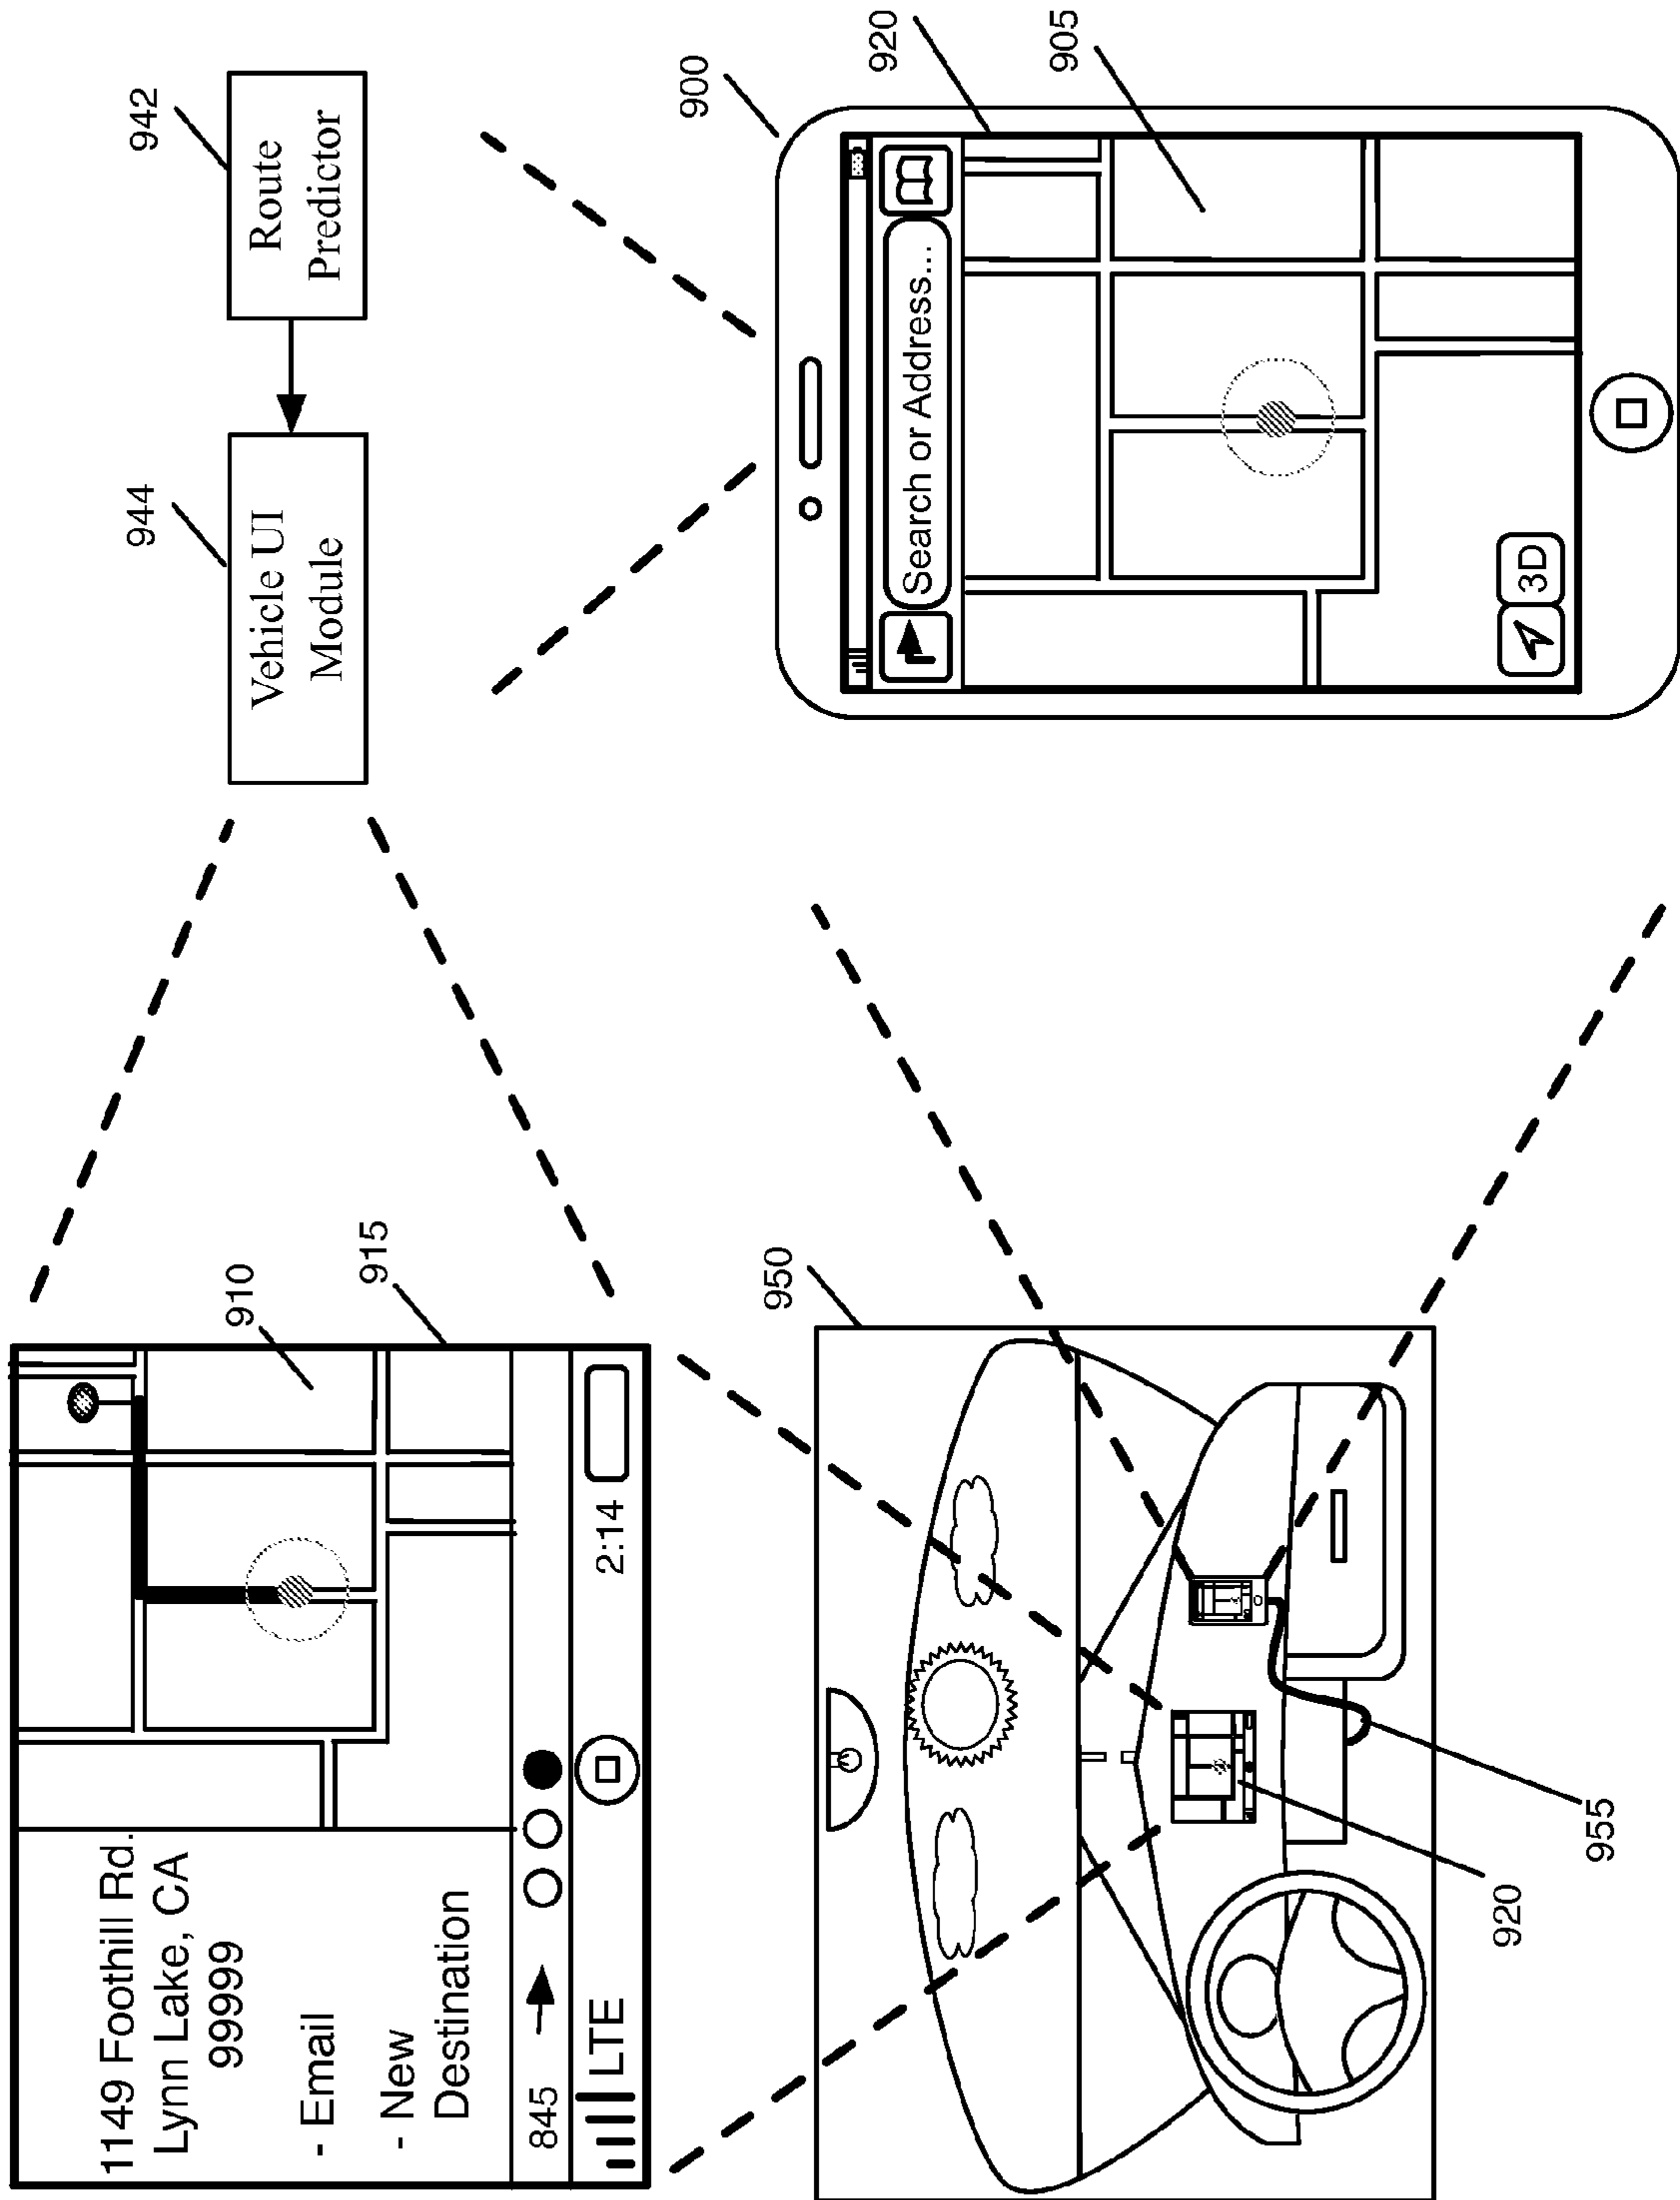 1149 Foothill Rd.
Lynn Lake, CA
99999
- Email
- New
Destination
845
LTE
2:14
910
915
944
Vehicle UI
Module
942
Route
Predictor
950
920
955
900
920
905
Search or Address...
3D